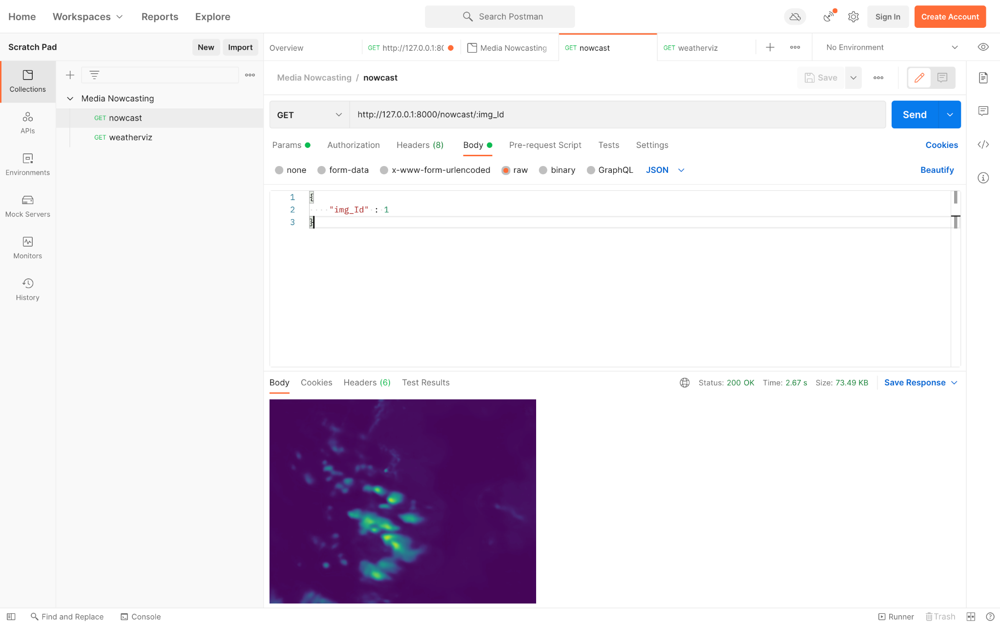 Home Workspaces Reports Explore Search Postman Sign In Create Account
Scratch Pad New Import Overview GET http://127.0.0.1:80 Media Nowcasting GET nowcast GET weatherviz No Environment
Collections
APIs
Environments
Mock Servers
Monitors
History
Media Nowcasting
GET nowcast
GET weatherviz
Media Nowcasting / nowcast Save
GET http://127.0.0.1:8000/nowcast/:img_Id Send
Params Authorization Headers (8) Body Pre-request Script Tests Settings Cookies
none form-data x-www-form-urlencoded raw binary GraphQL JSON Beautify
1 {
2 "img_Id" : 1
3 }
Body Cookies Headers (6) Test Results Status: 200 OK Time: 2.67 s Size: 73.49 KB Save Response
Find and Replace Console Runner Trash